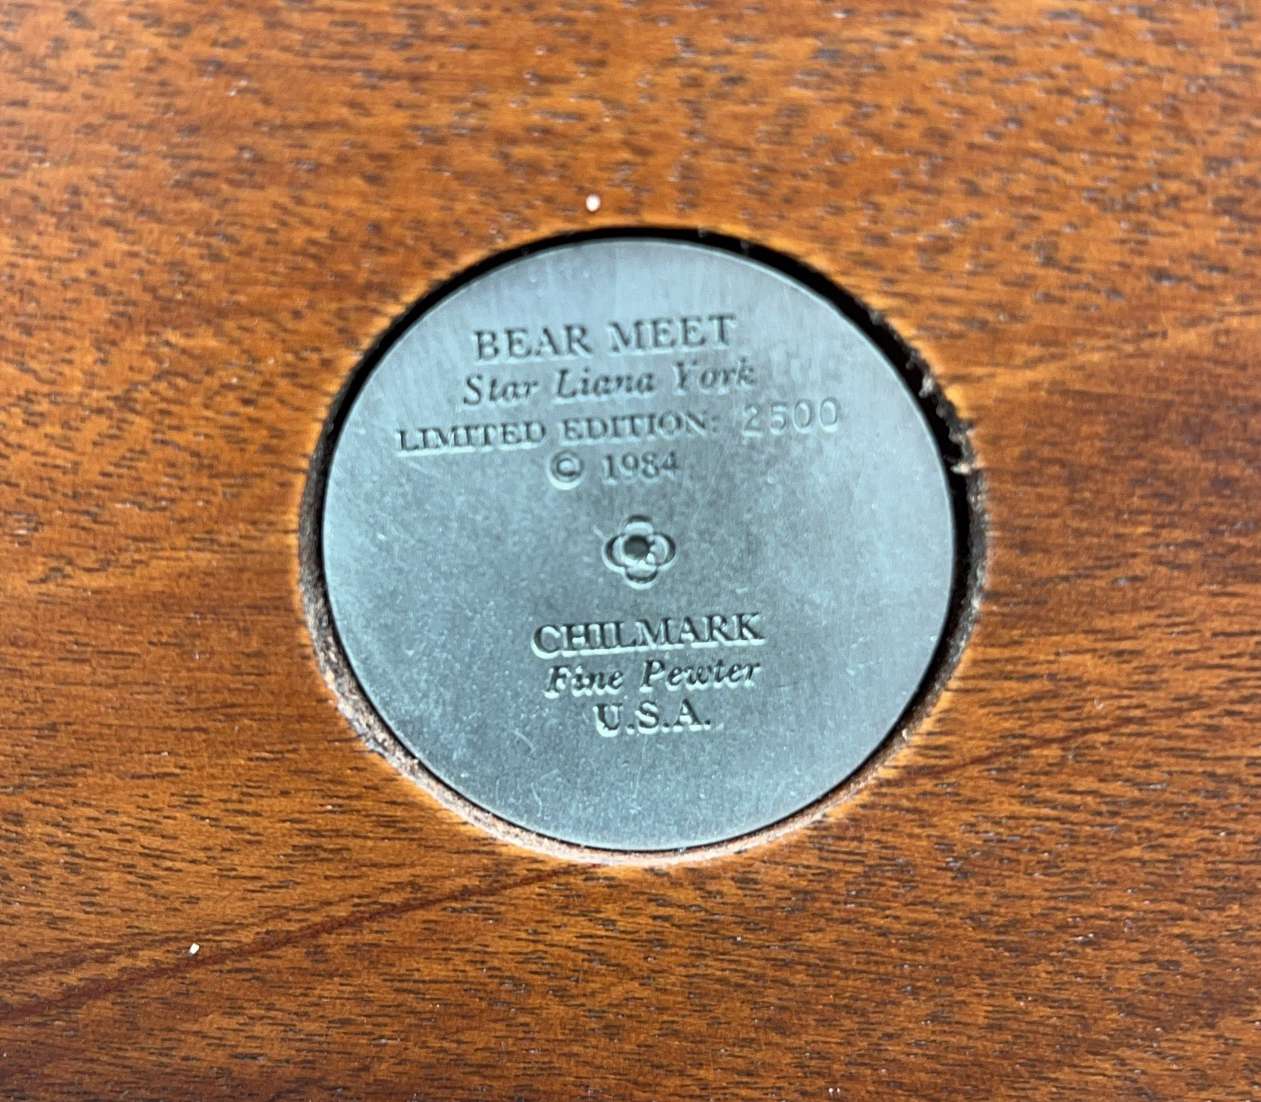 BEAR MEET
Star Liana York
LIMITED EDITION: 2500
© 1984
CHILMARK
Fine Pewter
U.S.A.